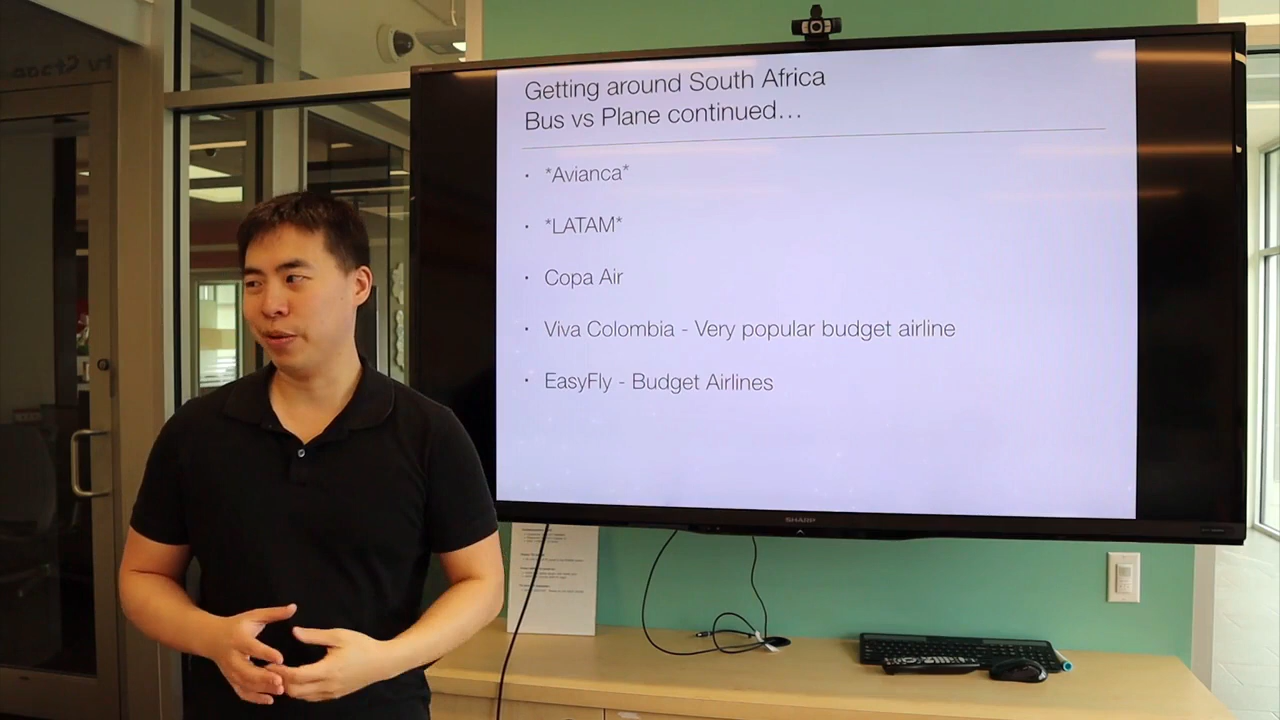 Getting around South Africa
Bus vs Plane continued…
• *Avianca*
• *LATAM*
• Copa Air
• Viva Colombia - Very popular budget airline
• EasyFly - Budget Airlines
SHARP